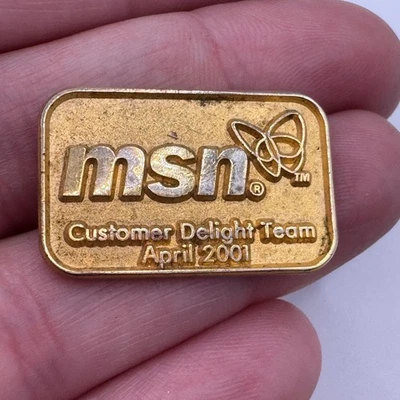 msn® ™
Customer Delight Team
April 2001